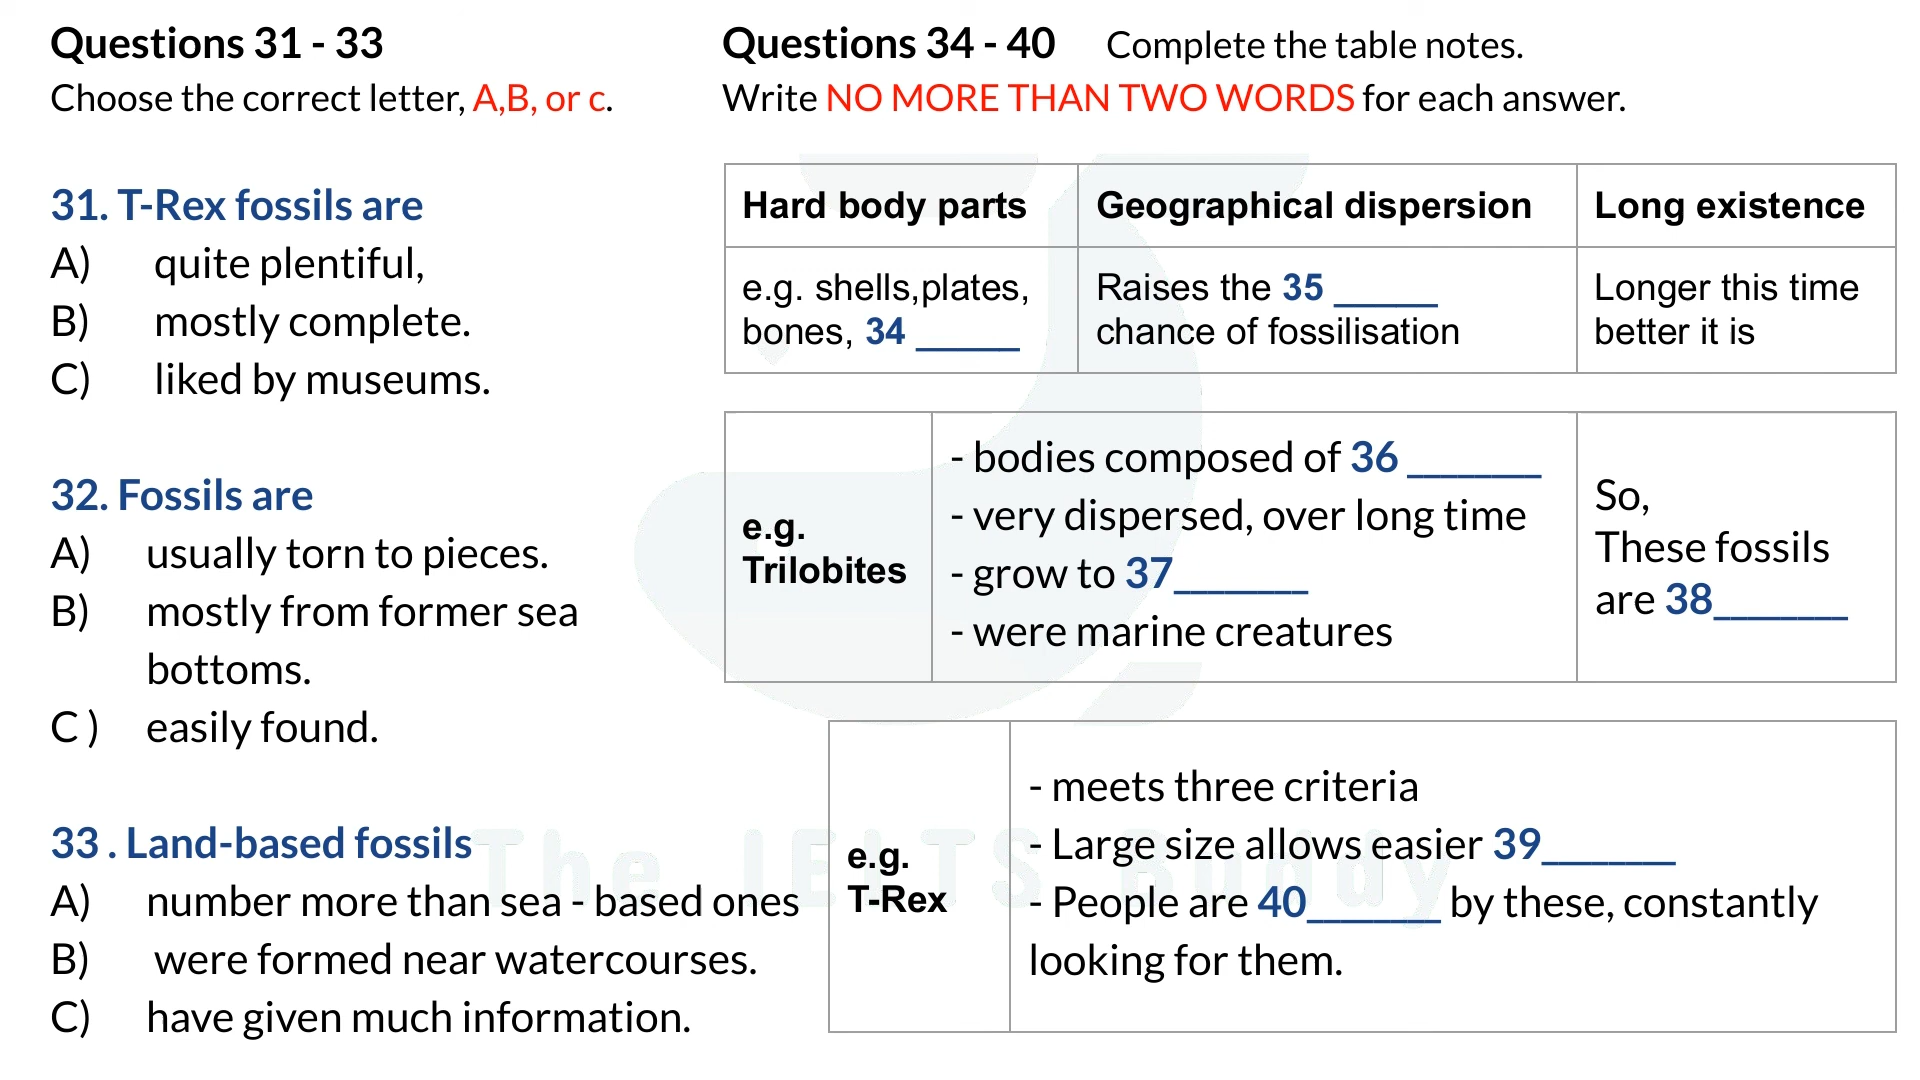 Questions 31 - 33
Choose the correct letter, A,B, or c.
31. T-Rex fossils are
A) quite plentiful,
B) mostly complete.
C) liked by museums.
32. Fossils are
A) usually torn to pieces.
B) mostly from former sea
bottoms.
C ) easily found.
33 . Land-based fossils
A) number more than sea - based ones
B) were formed near watercourses.
C) have given much information.
Questions 34 - 40 Complete the table notes.
Write NO MORE THAN TWO WORDS for each answer.
Hard body parts
Geographical dispersion
Long existence
e.g. shells,plates,
bones, 34 _____
Raises the 35 _____
chance of fossilisation
Longer this time
better it is
e.g.
Trilobites
- bodies composed of 36 ______
- very dispersed, over long time
- grow to 37______
- were marine creatures
So,
These fossils
are 38______
e.g.
T-Rex
- meets three criteria
- Large size allows easier 39______
- People are 40______ by these, constantly
looking for them.
The IELTS Buddy